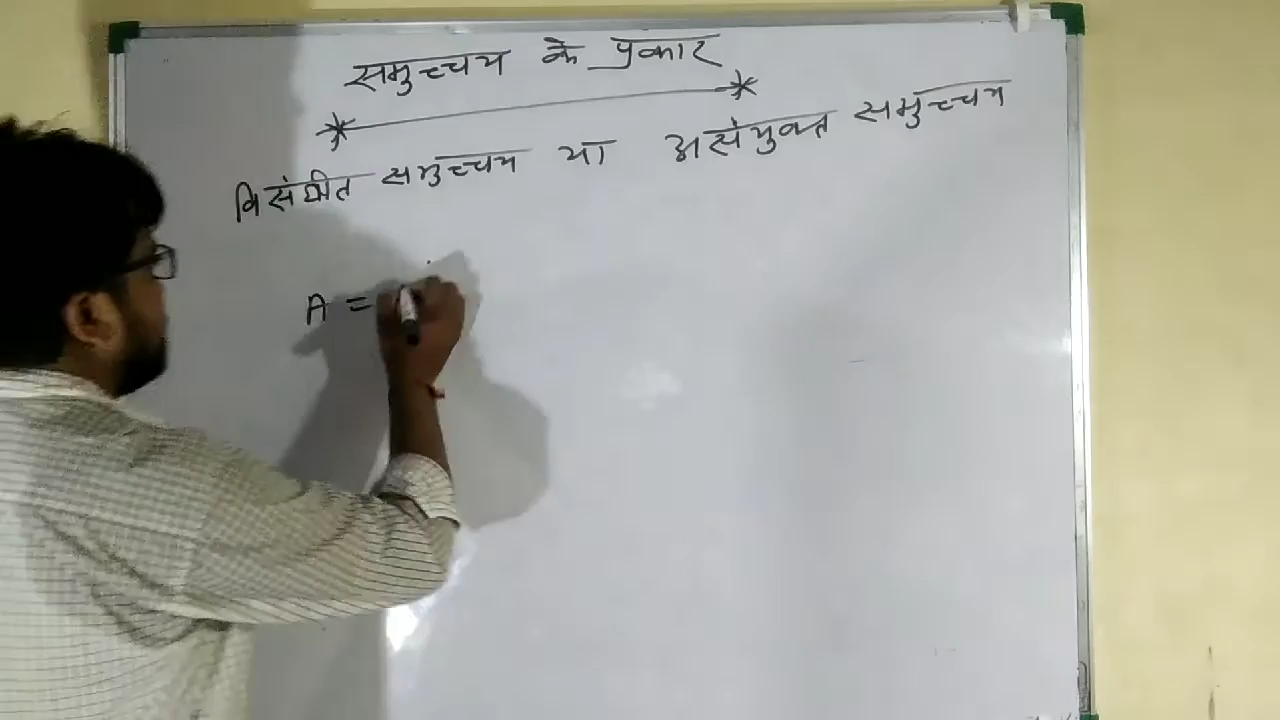 समुच्चय के प्रकार
विसंघीत समुच्चय या असंयुक्त समुच्चय
A =